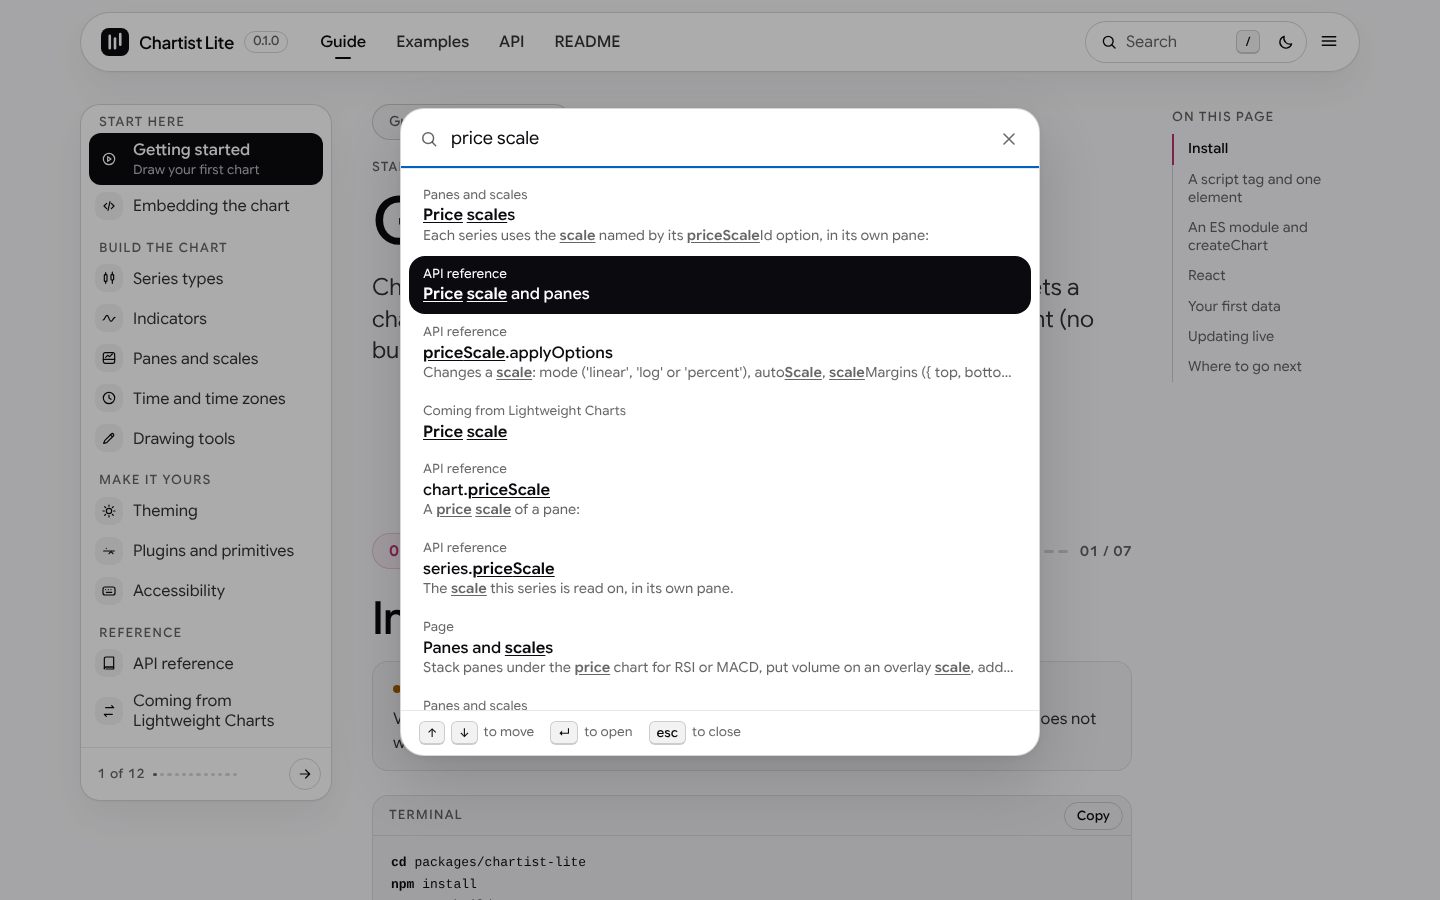 Chartist Lite
0.1.0
Guide
Examples
API
README
Search
/
START HERE
Getting started
Draw your first chart
Embedding the chart
BUILD THE CHART
Series types
Indicators
Panes and scales
Time and time zones
Drawing tools
MAKE IT YOURS
Theming
Plugins and primitives
Accessibility
REFERENCE
API reference
Coming from
Lightweight Charts
1 of 12
price scale
Panes and scales
Price scales
Each series uses the scale named by its priceScaleId option, in its own pane:
API reference
Price scale and panes
API reference
priceScale.applyOptions
Changes a scale: mode ('linear', 'log' or 'percent'), autoScale, scaleMargins ({ top, botto...
Coming from Lightweight Charts
Price scale
API reference
chart.priceScale
A price scale of a pane:
API reference
series.priceScale
The scale this series is read on, in its own pane.
Page
Panes and scales
Stack panes under the price chart for RSI or MACD, put volume on an overlay scale, add...
Panes and scales
↑ ↓ to move
↵ to open
esc to close
01 / 07
TERMINAL
Copy
cd packages/chartist-lite
npm install
ON THIS PAGE
Install
A script tag and one
element
An ES module and
createChart
React
Your first data
Updating live
Where to go next